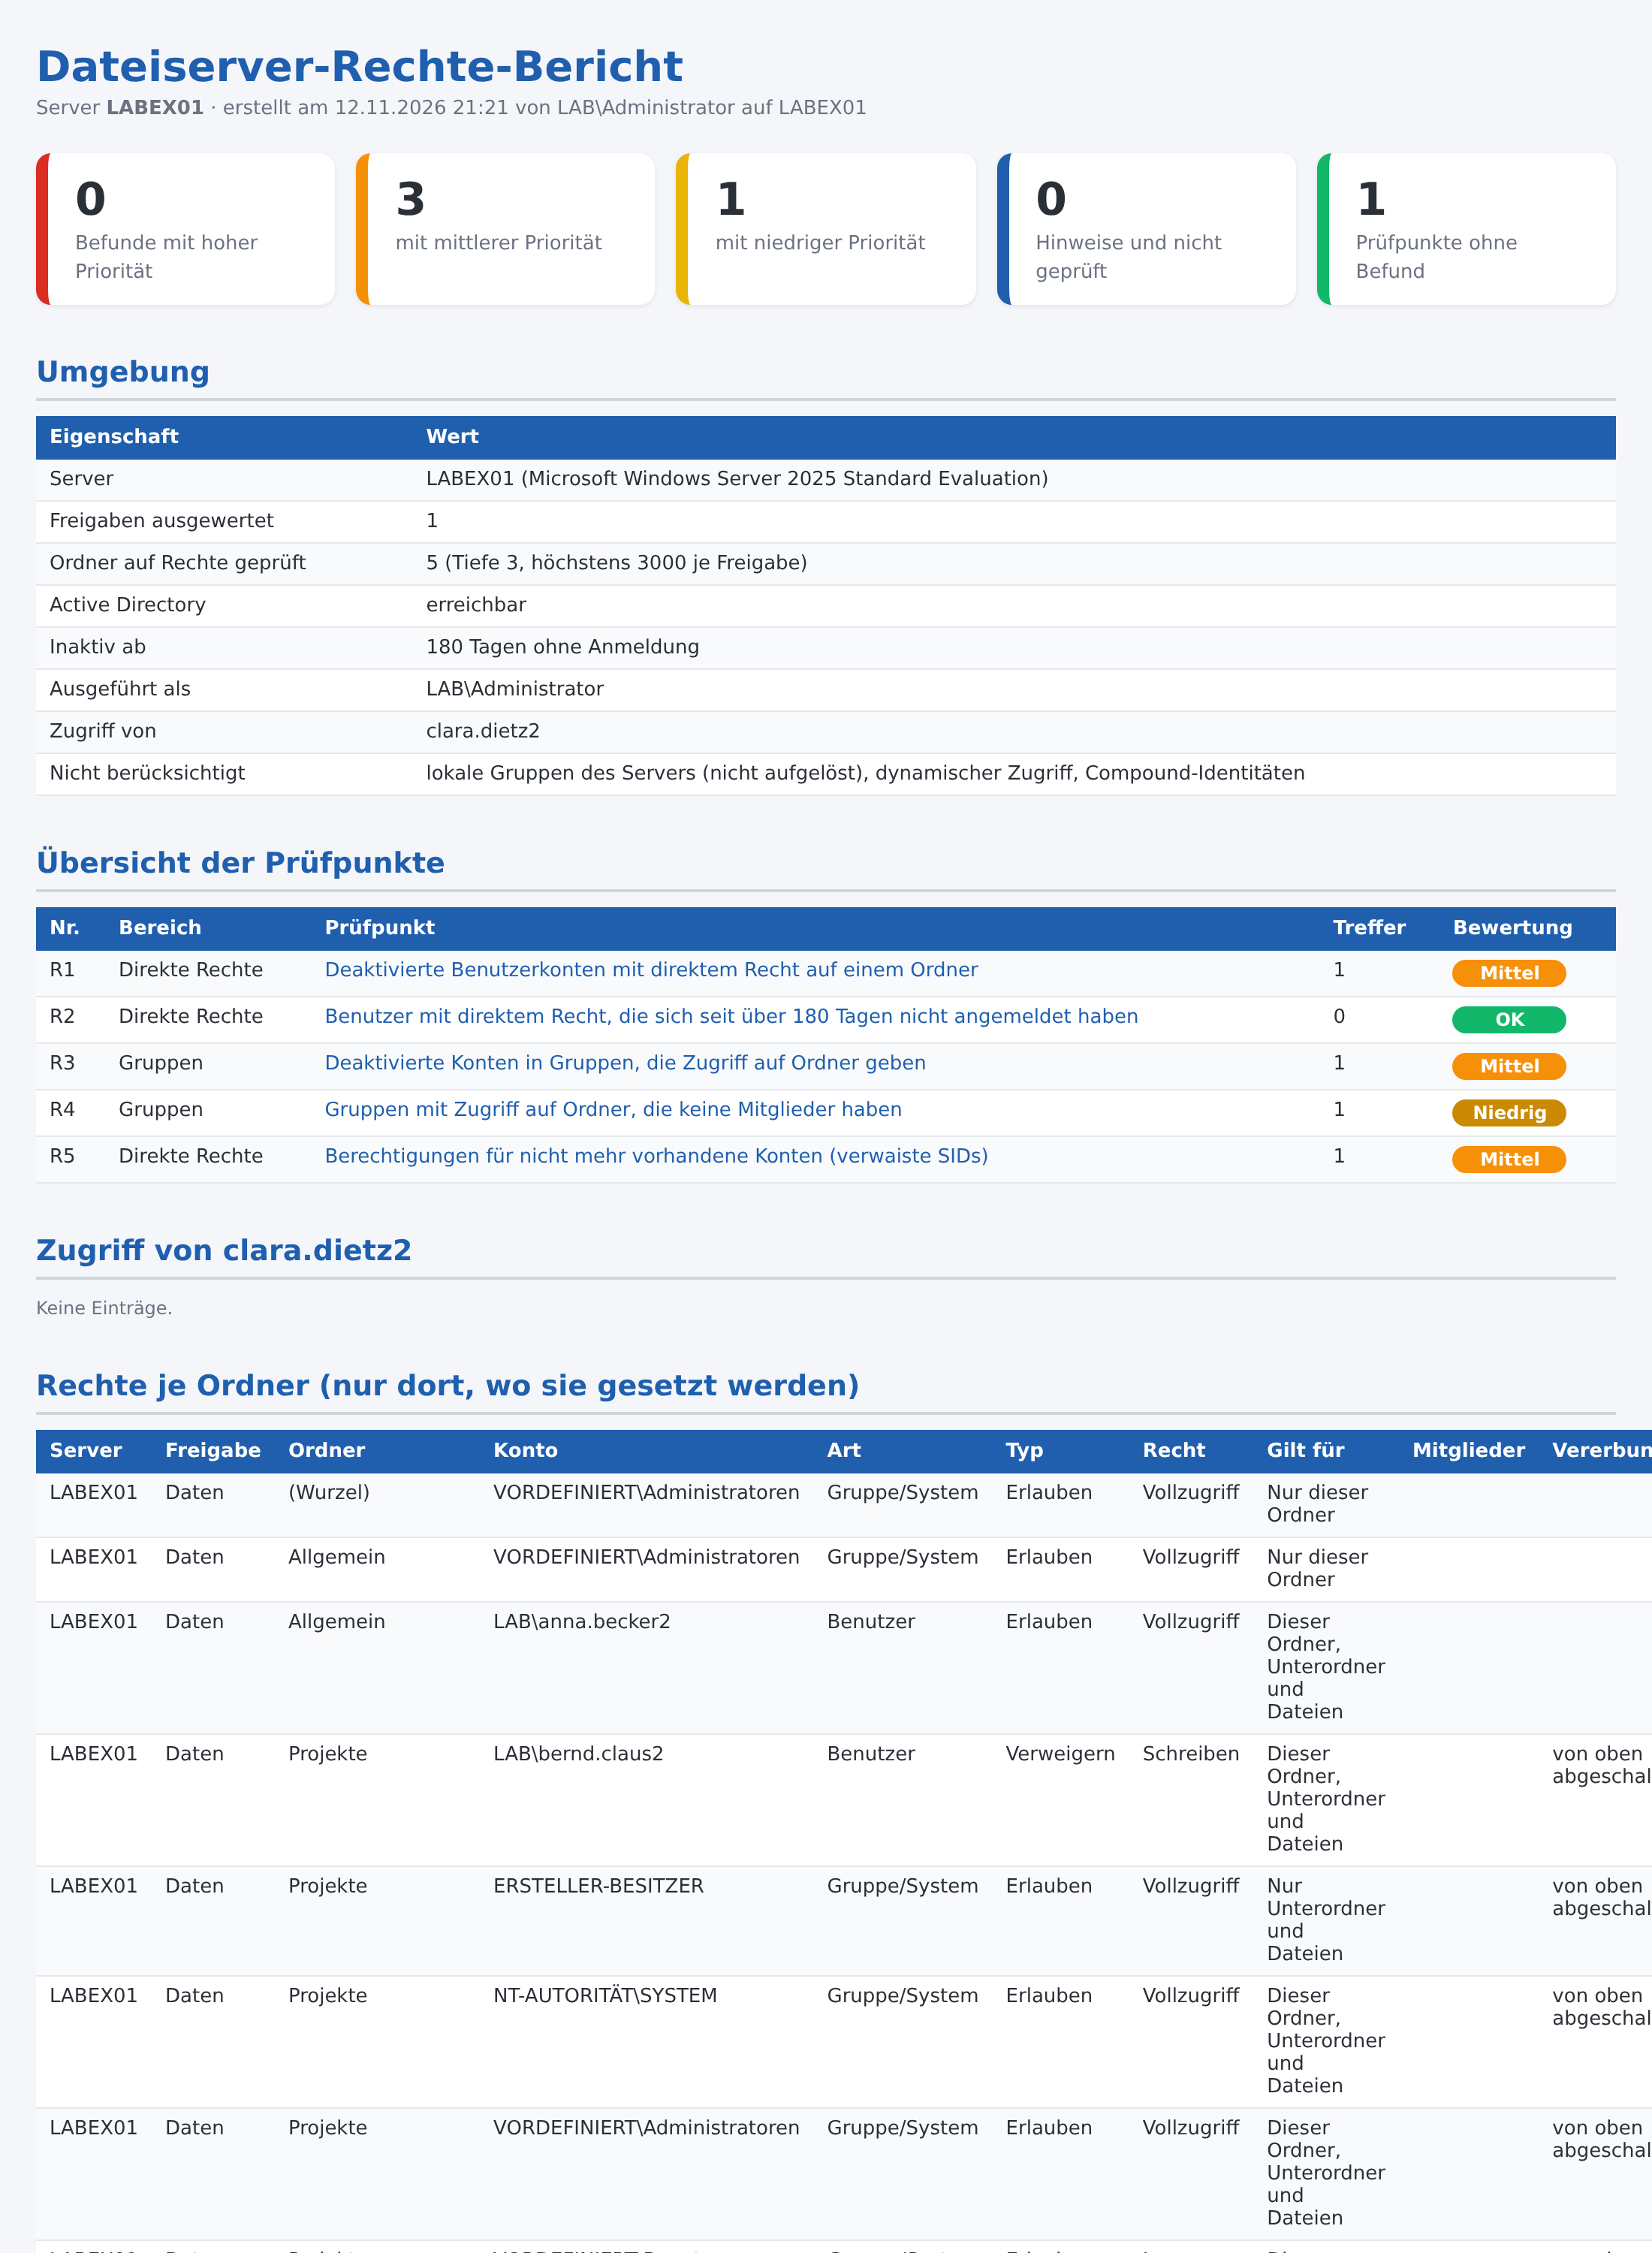 Dateiserver-Rechte-Bericht
Server LABEX01 · erstellt am 12.11.2026 21:21 von LAB\Administrator auf LABEX01
0
Befunde mit hoher
Priorität
3
mit mittlerer Priorität
1
mit niedriger Priorität
0
Hinweise und nicht
geprüft
1
Prüfpunkte ohne
Befund
Umgebung
Eigenschaft Wert
Server LABEX01 (Microsoft Windows Server 2025 Standard Evaluation)
Freigaben ausgewertet 1
Ordner auf Rechte geprüft 5 (Tiefe 3, höchstens 3000 je Freigabe)
Active Directory erreichbar
Inaktiv ab 180 Tagen ohne Anmeldung
Ausgeführt als LAB\Administrator
Zugriff von clara.dietz2
Nicht berücksichtigt lokale Gruppen des Servers (nicht aufgelöst), dynamischer Zugriff, Compound-Identitäten
Übersicht der Prüfpunkte
Nr. Bereich Prüfpunkt Treffer Bewertung
R1 Direkte Rechte Deaktivierte Benutzerkonten mit direktem Recht auf einem Ordner 1 Mittel
R2 Direkte Rechte Benutzer mit direktem Recht, die sich seit über 180 Tagen nicht angemeldet haben 0 OK
R3 Gruppen Deaktivierte Konten in Gruppen, die Zugriff auf Ordner geben 1 Mittel
R4 Gruppen Gruppen mit Zugriff auf Ordner, die keine Mitglieder haben 1 Niedrig
R5 Direkte Rechte Berechtigungen für nicht mehr vorhandene Konten (verwaiste SIDs) 1 Mittel
Zugriff von clara.dietz2
Keine Einträge.
Rechte je Ordner (nur dort, wo sie gesetzt werden)
Server Freigabe Ordner Konto Art Typ Recht Gilt für Mitglieder Vererbun
LABEX01 Daten (Wurzel) VORDEFINIERT\Administratoren Gruppe/System Erlauben Vollzugriff Nur dieser
Ordner
LABEX01 Daten Allgemein VORDEFINIERT\Administratoren Gruppe/System Erlauben Vollzugriff Nur dieser
Ordner
LABEX01 Daten Allgemein LAB\anna.becker2 Benutzer Erlauben Vollzugriff Dieser
Ordner,
Unterordner
und
Dateien
LABEX01 Daten Projekte LAB\bernd.claus2 Benutzer Verweigern Schreiben Dieser von oben
Ordner, abgeschal
Unterordner
und
Dateien
LABEX01 Daten Projekte ERSTELLER-BESITZER Gruppe/System Erlauben Vollzugriff Nur von oben
Unterordner abgeschal
und
Dateien
LABEX01 Daten Projekte NT-AUTORITÄT\SYSTEM Gruppe/System Erlauben Vollzugriff Dieser von oben
Ordner, abgeschal
Unterordner
und
Dateien
LABEX01 Daten Projekte VORDEFINIERT\Administratoren Gruppe/System Erlauben Vollzugriff Dieser von oben
Ordner, abgeschal
Unterordner
und
Dateien